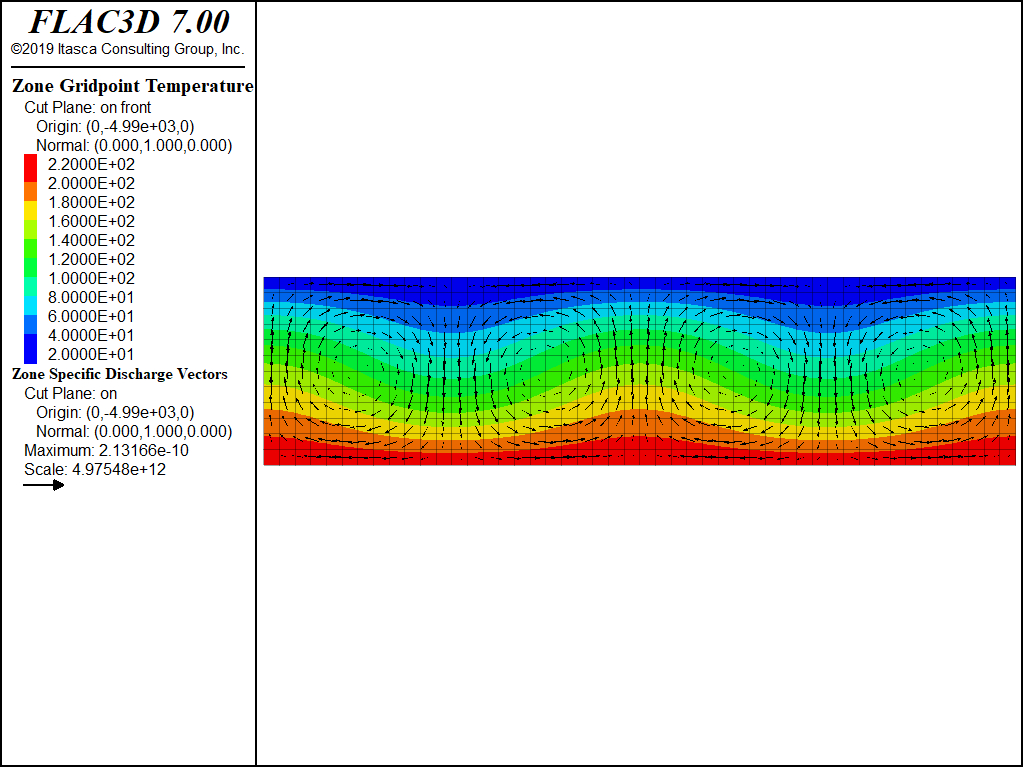 FLAC3D 7.00
©2019 Itasca Consulting Group, Inc.
Zone Gridpoint Temperature
Cut Plane: on front
Origin: (0,-4.99e+03,0)
Normal: (0.000,1.000,0.000)
2.2000E+02
2.0000E+02
1.8000E+02
1.6000E+02
1.4000E+02
1.2000E+02
1.0000E+02
8.0000E+01
6.0000E+01
4.0000E+01
2.0000E+01
Zone Specific Discharge Vectors
Cut Plane: on
Origin: (0,-4.99e+03,0)
Normal: (0.000,1.000,0.000)
Maximum: 2.13166e-10
Scale: 4.97548e+12